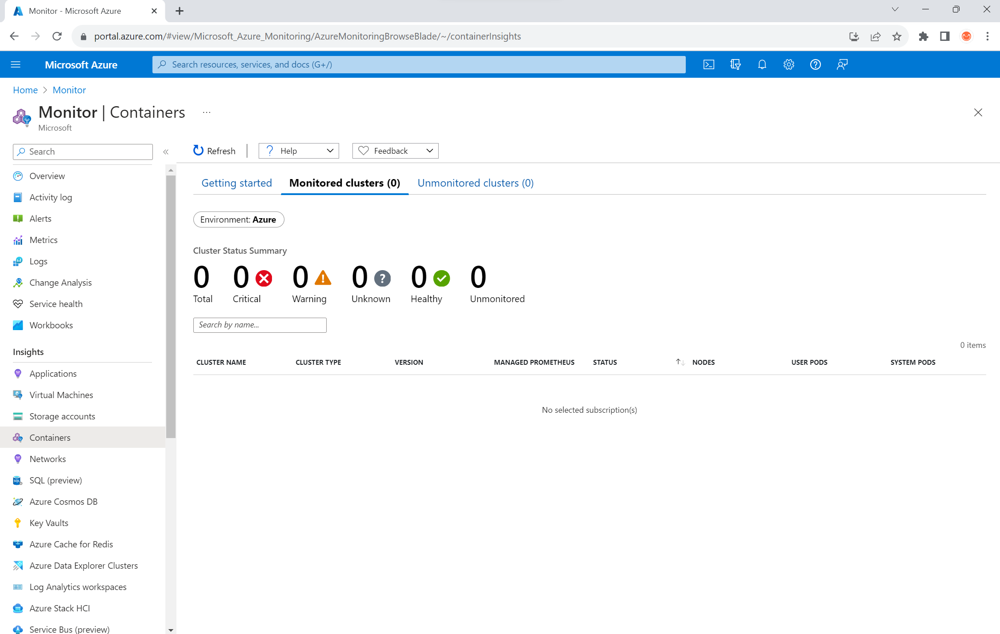 Monitor - Microsoft Azure
portal.azure.com/#view/Microsoft_Azure_Monitoring/AzureMonitoringBrowseBlade/~/containerInsights
Microsoft Azure
Search resources, services, and docs (G+/)
Home > Monitor
Monitor | Containers ...
Microsoft
Search
Refresh
Help
Feedback
Overview
Activity log
Alerts
Metrics
Logs
Change Analysis
Service health
Workbooks
Insights
Applications
Virtual Machines
Storage accounts
Containers
Networks
SQL (preview)
Azure Cosmos DB
Key Vaults
Azure Cache for Redis
Azure Data Explorer Clusters
Log Analytics workspaces
Azure Stack HCI
Service Bus (preview)
Getting started Monitored clusters (0) Unmonitored clusters (0)
Environment: Azure
Cluster Status Summary
0 0 0 0 0 0
Total Critical Warning Unknown Healthy Unmonitored
Search by name...
0 items
CLUSTER NAME CLUSTER TYPE VERSION MANAGED PROMETHEUS STATUS NODES USER PODS SYSTEM PODS
No selected subscription(s)